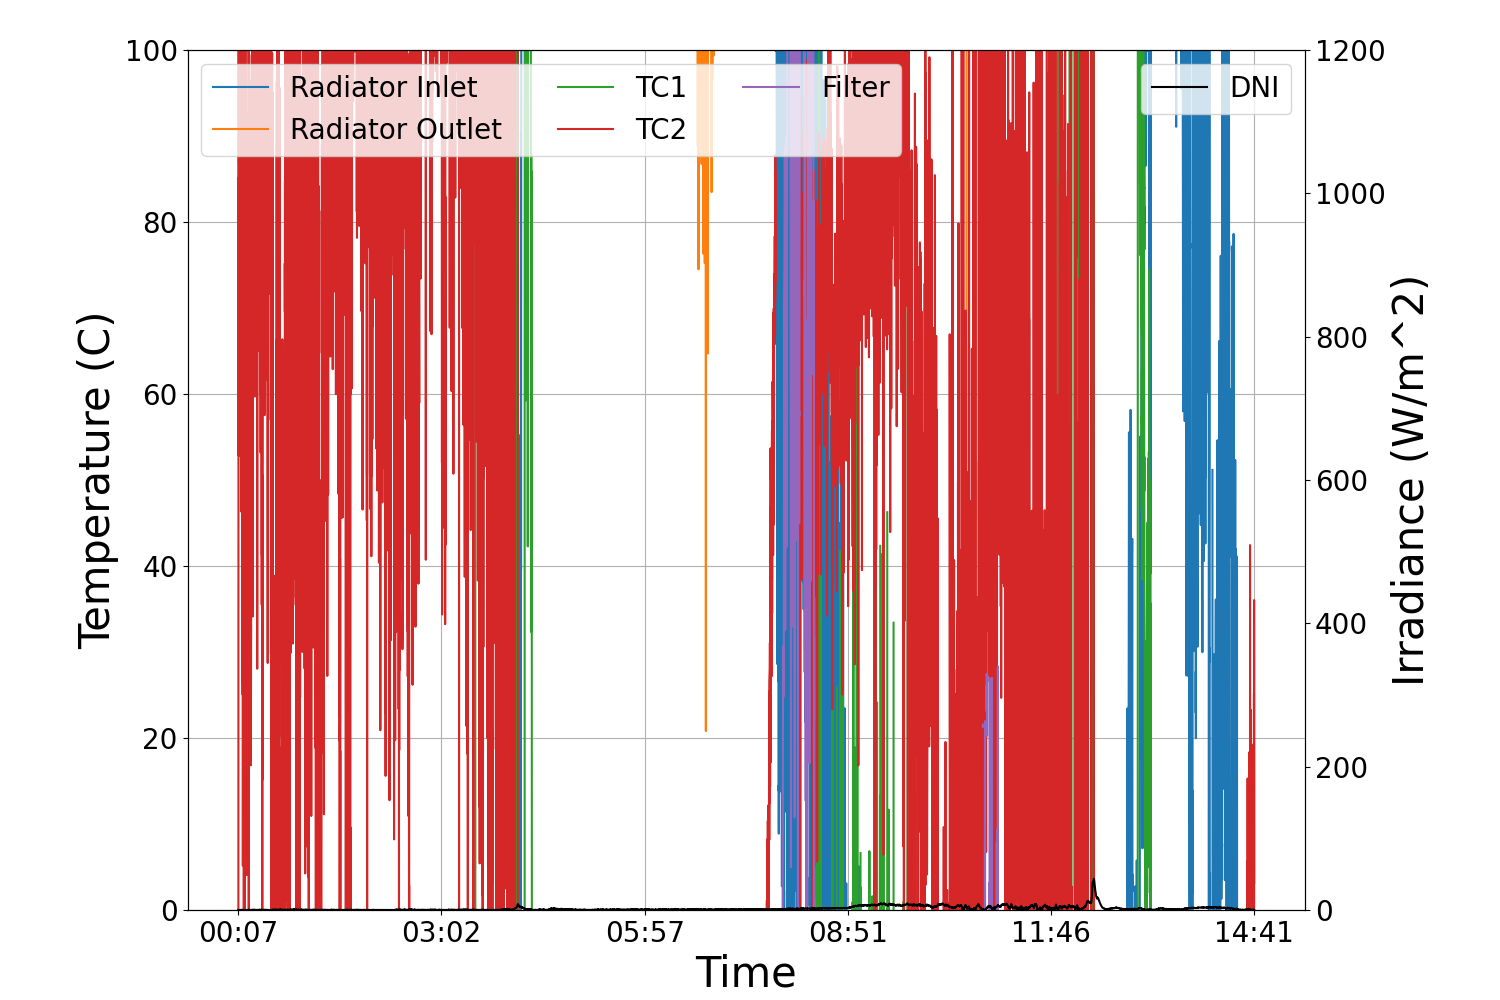 Radiator Inlet
Radiator Outlet
TC1
TC2
Filter
DNI
100
80
60
40
20
0
Temperature (C)
1200
1000
800
600
400
200
0
Irradiance (W/m^2)
00:07 03:02 05:57 08:51 11:46 14:41
Time